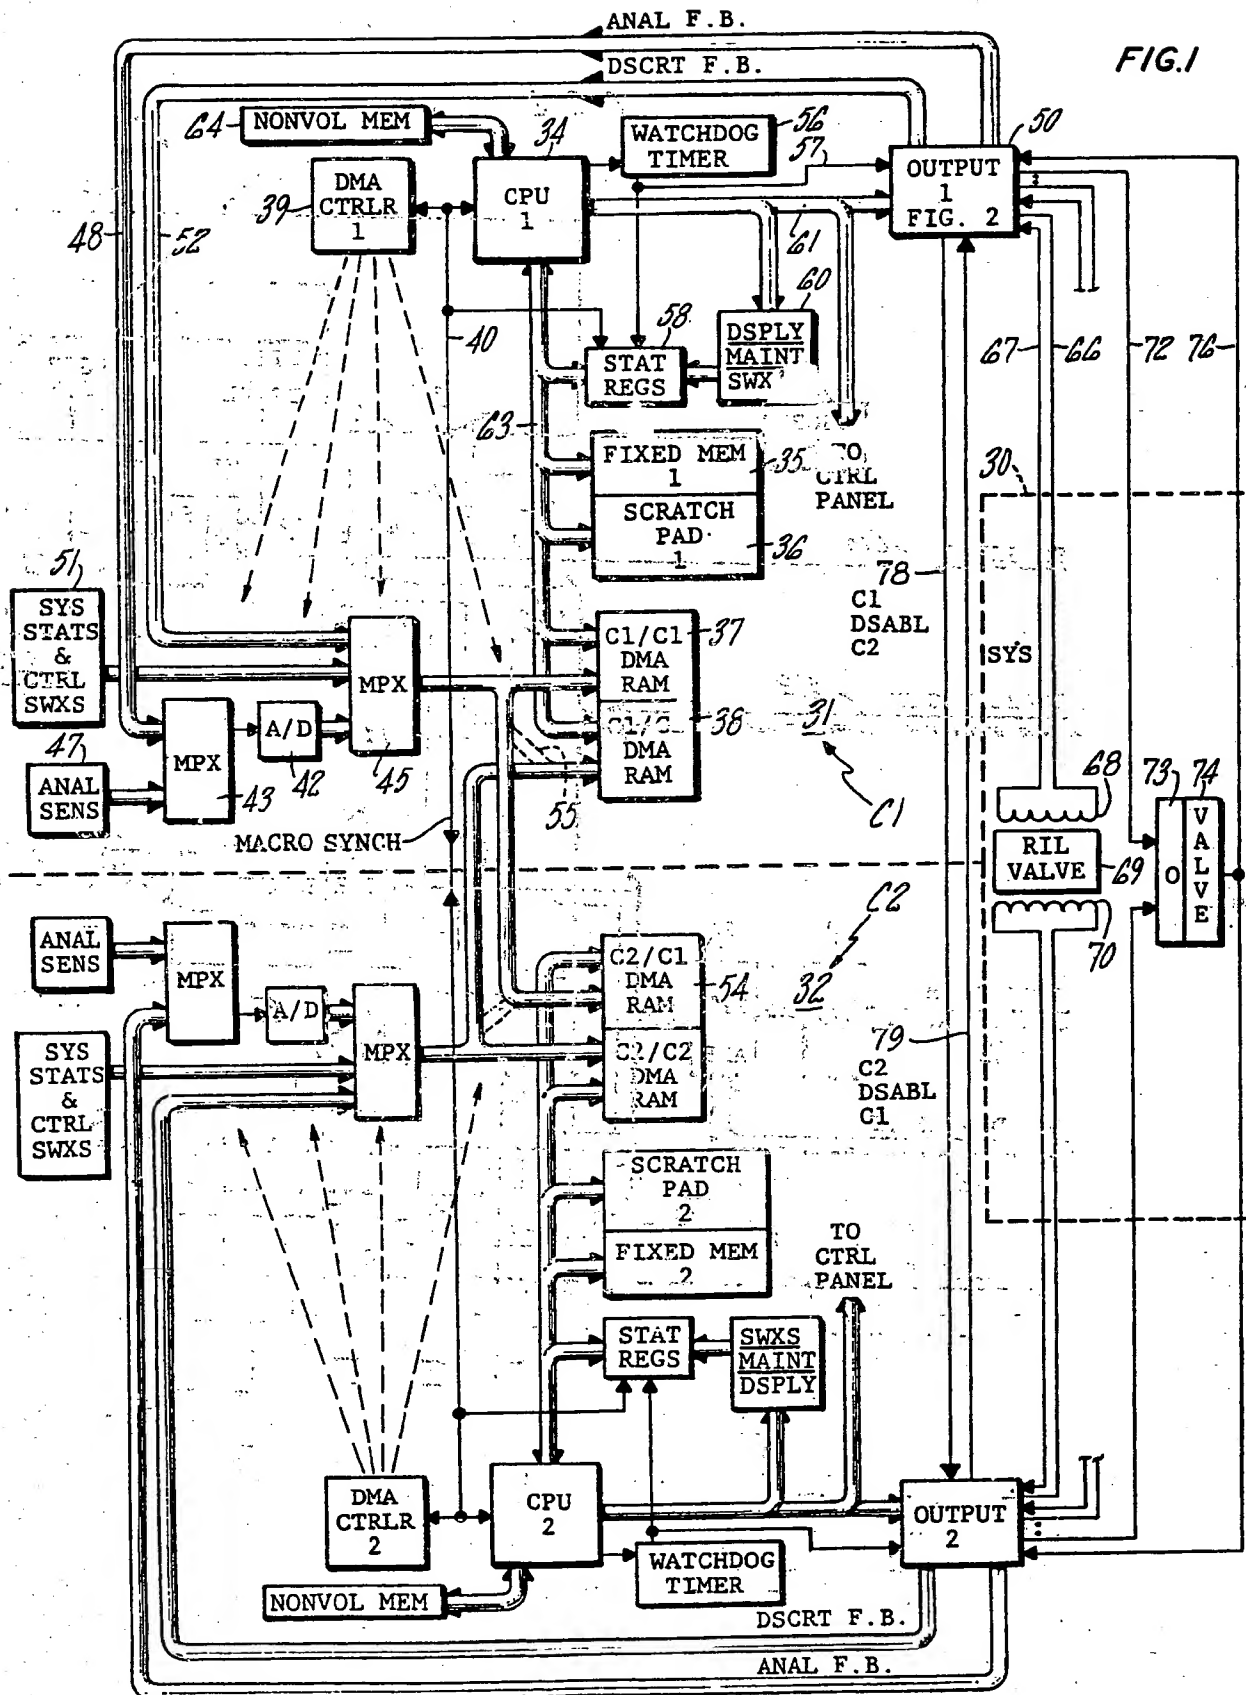 ANAL F.B.
DSCRT F.B.
FIG.1
64
NONVOL MEM
34
WATCHDOG
TIMER
56
57
50
OUTPUT
1
FIG. 2
39
DMA
CTRLR
1
CPU
1
48
52
61
60
40
58
STAT
REGS
DSPLY
MAINT
SWX
67
66
72
76
63
FIXED MEM
1
35
SCRATCH
PAD
1
36
CTRL
PANEL
30
51
SYS
STATS
&
CTRL
SWXS
78
C1
DSABL
C2
SYS
MPX
45
C1/C1
DMA
RAM
37
DMA
RAM
38
47
ANAL
SENS
MPX
43
A/D
42
55
31
C1
MACRO SYNCH
68
RIL
VALVE
69
70
73
O
74
VALVE
C2
32
ANAL
SENS
MPX
A/D
MPX
SYS
STATS
&
CTRL
SWXS
C2/C1
DMA
RAM
54
C2/C2
DMA
RAM
79
C2
DSABL
C1
SCRATCH
PAD
2
FIXED MEM
2
TO
CTRL
PANEL
STAT
REGS
SWXS
MAINT
DSPLY
DMA
CTRLR
2
CPU
2
OUTPUT
2
WATCHDOG
TIMER
NONVOL MEM
DSCRT F.B.
ANAL F.B.